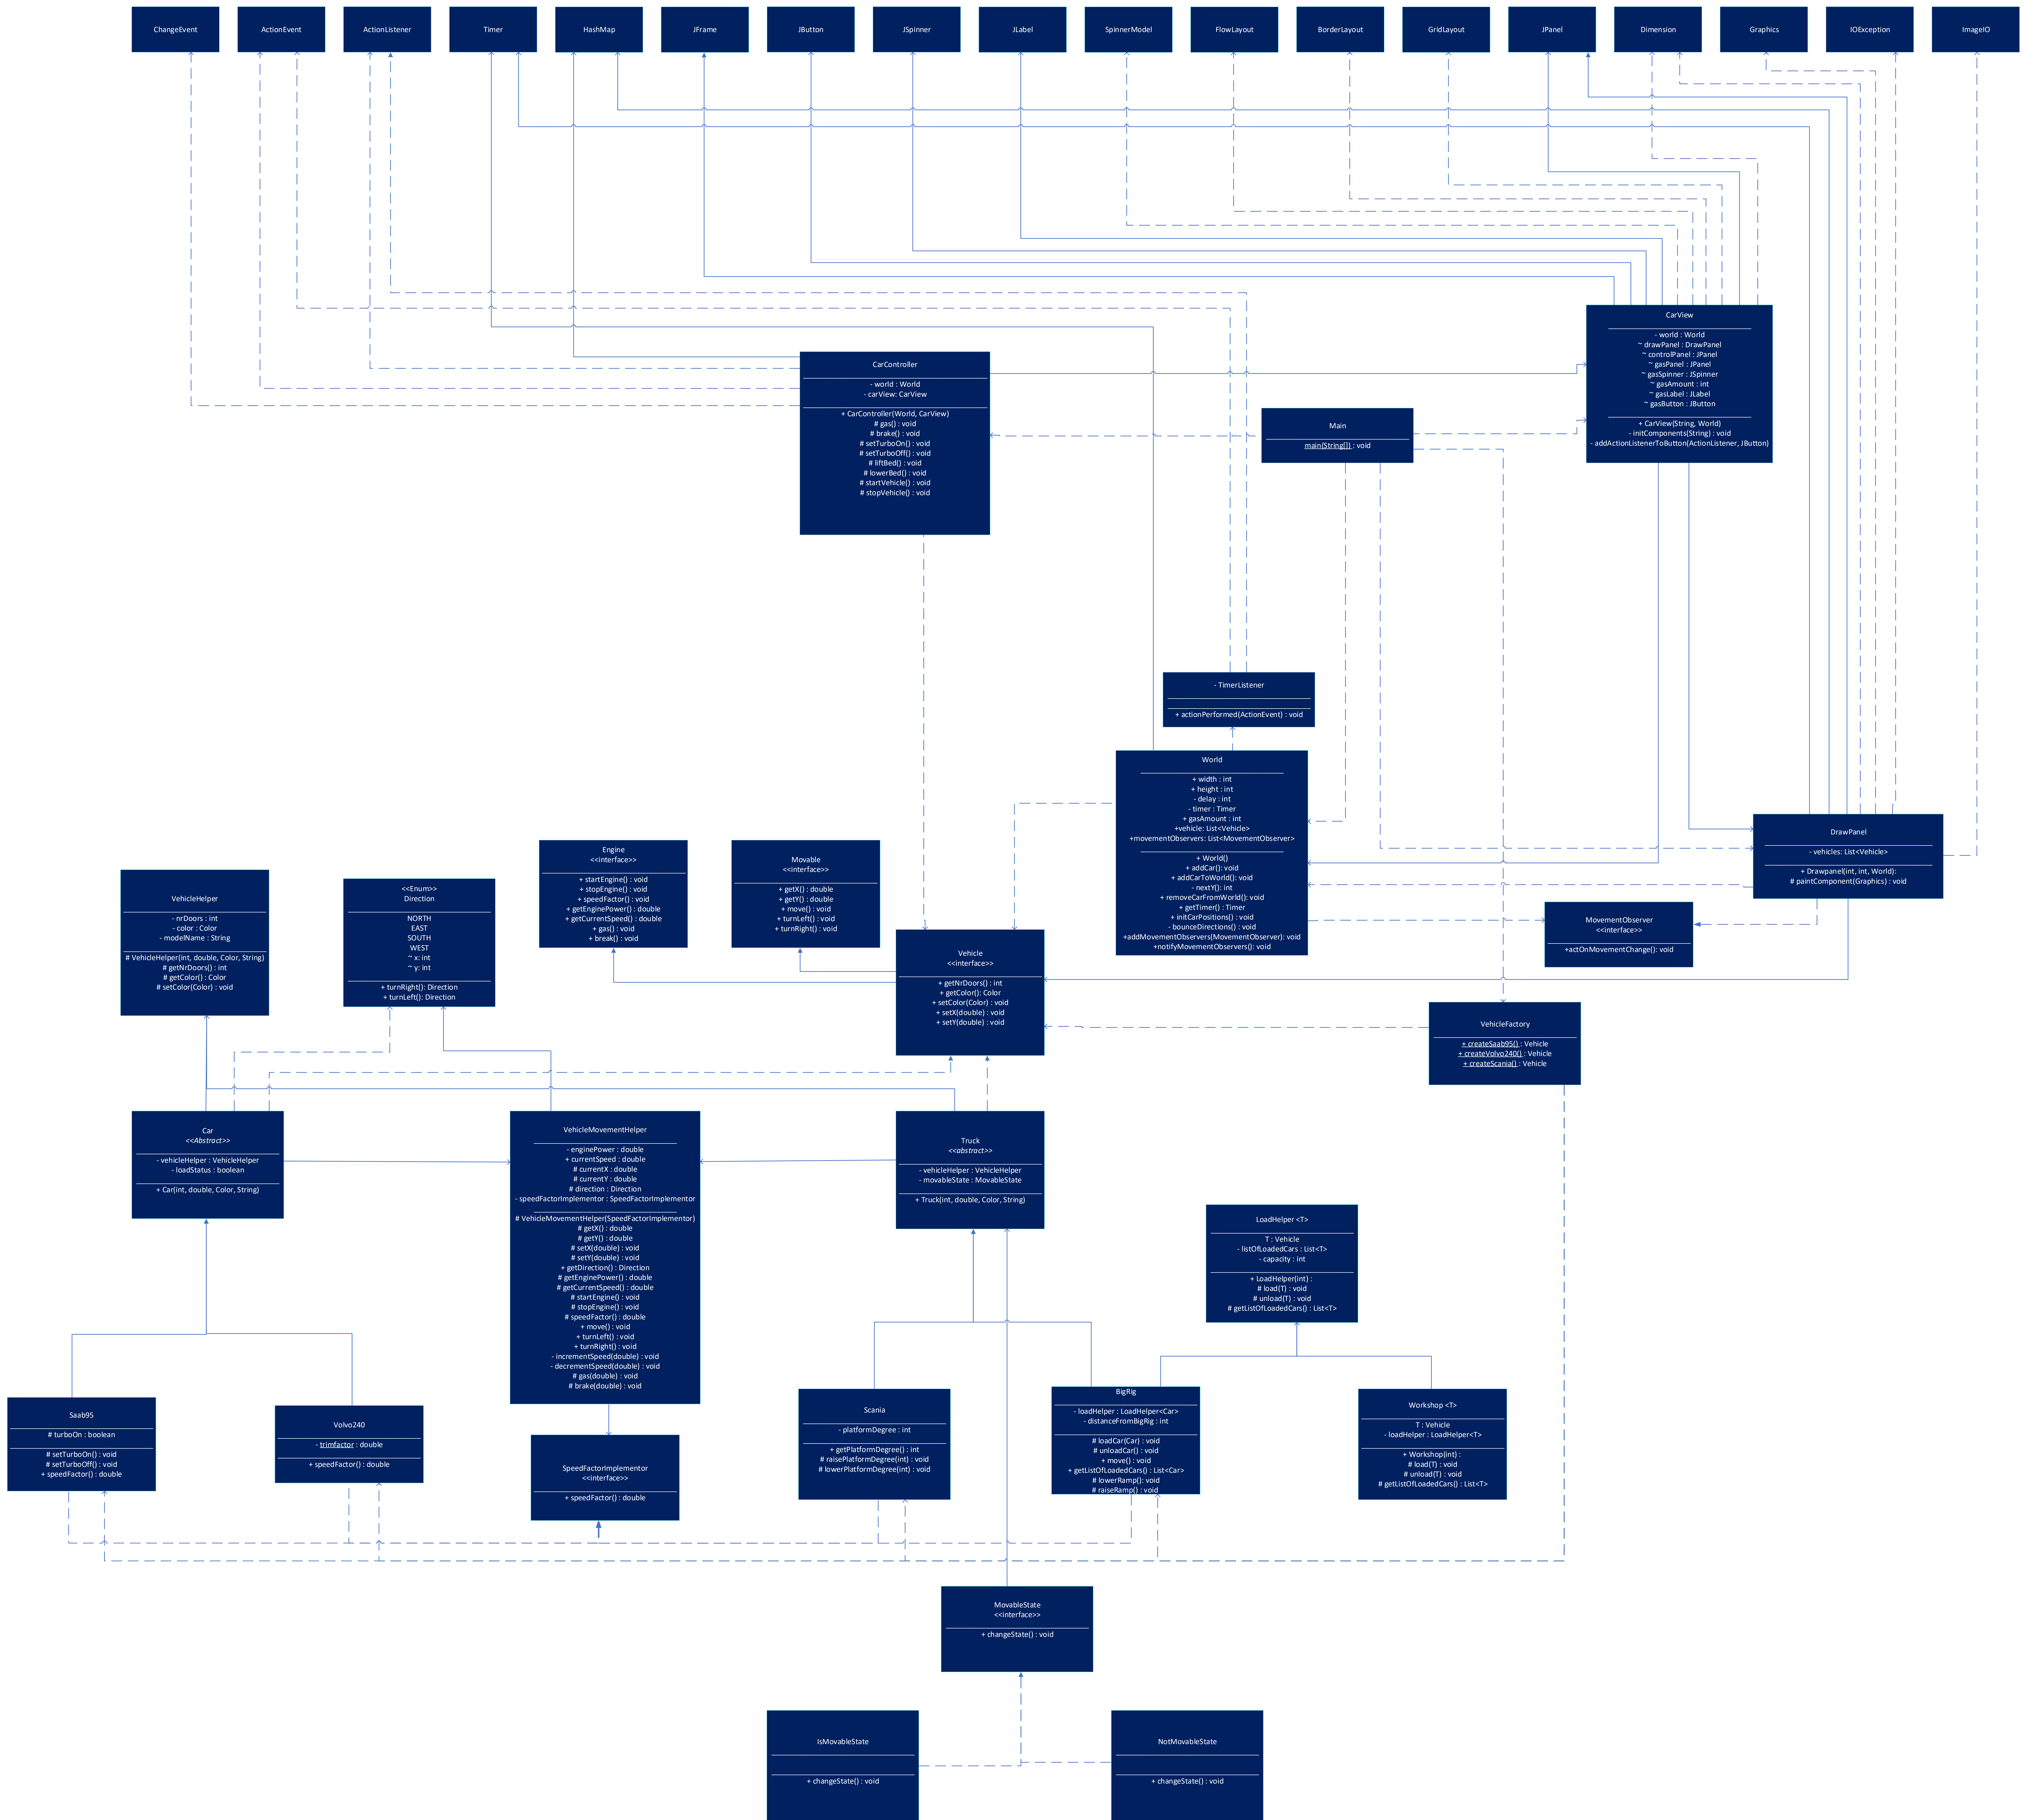 ChangeEvent
ActionEvent
ActionListener
Timer
HashMap
JFrame
JButton
JSpinner
JLabel
SpinnerModel
FlowLayout
BorderLayout
GridLayout
JPanel
Dimension
Graphics
IOException
ImageIO
CarView
- world : World
~ drawPanel : DrawPanel
~ controlPanel : JPanel
~ gasPanel : JPanel
~ gasSpinner : JSpinner
~ gasAmount : int
~ gasLabel : JLabel
~ gasButton : JButton
+ CarView(String, World)
- initComponents(String) : void
- addActionListenerToButton(ActionListener, JButton)
CarController
- world : World
- carView: CarView
+ CarController(World, CarView)
# gas() : void
# brake() : void
# setTurboOn() : void
# setTurboOff() : void
# liftBed() : void
# lowerBed() : void
# startVehicle() : void
# stopVehicle() : void
Main
main(String[]) : void
- TimerListener
+ actionPerformed(ActionEvent) : void
World
+ width : int
+ height : int
- delay : int
- timer : Timer
+ gasAmount : int
+vehicle: List<Vehicle>
+movementObservers: List<MovementObserver>
+ World()
+ addCar(): void
+ addCarToWorld(): void
- nextY(): int
+ removeCarFromWorld(): void
+ getTimer() : Timer
+ initCarPositions() : void
- bounceDirections() : void
+addMovementObservers(MovementObserver): void
+notifyMovementObservers(): void
DrawPanel
- vehicles: List<Vehicle>
+ Drawpanel(int, int, World):
# paintComponent(Graphics) : void
MovementObserver
<<interface>>
+actOnMovementChange(): void
Engine
<<interface>>
+ startEngine() : void
+ stopEngine() : void
+ speedFactor() : void
+ getEnginePower() : double
+ getCurrentSpeed() : double
+ gas() : void
+ break() : void
Movable
<<interface>>
+ getX() : double
+ getY() : double
+ move() : void
+ turnLeft() : void
+ turnRight() : void
VehicleHelper
- nrDoors : int
- color : Color
- modelName : String
# VehicleHelper(int, double, Color, String)
# getNrDoors() : int
# getColor() : Color
# setColor(Color) : void
<<Enum>>
Direction
NORTH
EAST
SOUTH
WEST
~ x: int
~ y: int
+ turnRight(): Direction
+ turnLeft(): Direction
Vehicle
<<interface>>
+ getNrDoors() : int
+ getColor(): Color
+ setColor(Color) : void
+ setX(double) : void
+ setY(double) : void
VehicleFactory
+ createSaab95() : Vehicle
+ createVolvo240() : Vehicle
+ createScania() : Vehicle
Car
<<Abstract>>
- vehicleHelper : VehicleHelper
- loadStatus : boolean
+ Car(int, double, Color, String)
VehicleMovementHelper
- enginePower : double
+ currentSpeed : double
# currentX : double
# currentY : double
# direction : Direction
- speedFactorImplementor : SpeedFactorImplementor
# VehicleMovementHelper(SpeedFactorImplementor)
# getX() : double
# getY() : double
# setX(double) : void
# setY(double) : void
+ getDirection() : Direction
# getEnginePower() : double
# getCurrentSpeed() : double
# startEngine() : void
# stopEngine() : void
# speedFactor() : double
+ move() : void
+ turnLeft() : void
+ turnRight() : void
- incrementSpeed(double) : void
- decrementSpeed(double) : void
# gas(double) : void
# brake(double) : void
Truck
<<abstract>>
- vehicleHelper : VehicleHelper
- movableState : MovableState
+ Truck(int, double, Color, String)
LoadHelper <T>
T : Vehicle
- listOfLoadedCars : List<T>
- capacity : int
+ LoadHelper(int) :
# load(T) : void
# unload(T) : void
# getListOfLoadedCars() : List<T>
Saab95
# turboOn : boolean
# setTurboOn() : void
# setTurboOff() : void
+ speedFactor() : double
Volvo240
- trimfactor : double
+ speedFactor() : double
SpeedFactorImplementor
<<interface>>
+ speedFactor() : double
Scania
- platformDegree : int
+ getPlatformDegree() : int
# raisePlatformDegree(int) : void
# lowerPlatformDegree(int) : void
BigRig
- loadHelper : LoadHelper<Car>
- distanceFromBigRig : int
# loadCar(Car) : void
# unloadCar() : void
+ move() : void
+ getListOfLoadedCars() : List<Car>
# lowerRamp(): void
# raiseRamp() : void
Workshop <T>
T : Vehicle
- loadHelper : LoadHelper<T>
+ Workshop(int) :
# load(T) : void
# unload(T) : void
# getListOfLoadedCars() : List<T>
MovableState
<<interface>>
+ changeState() : void
IsMovableState
+ changeState() : void
NotMovableState
+ changeState() : void